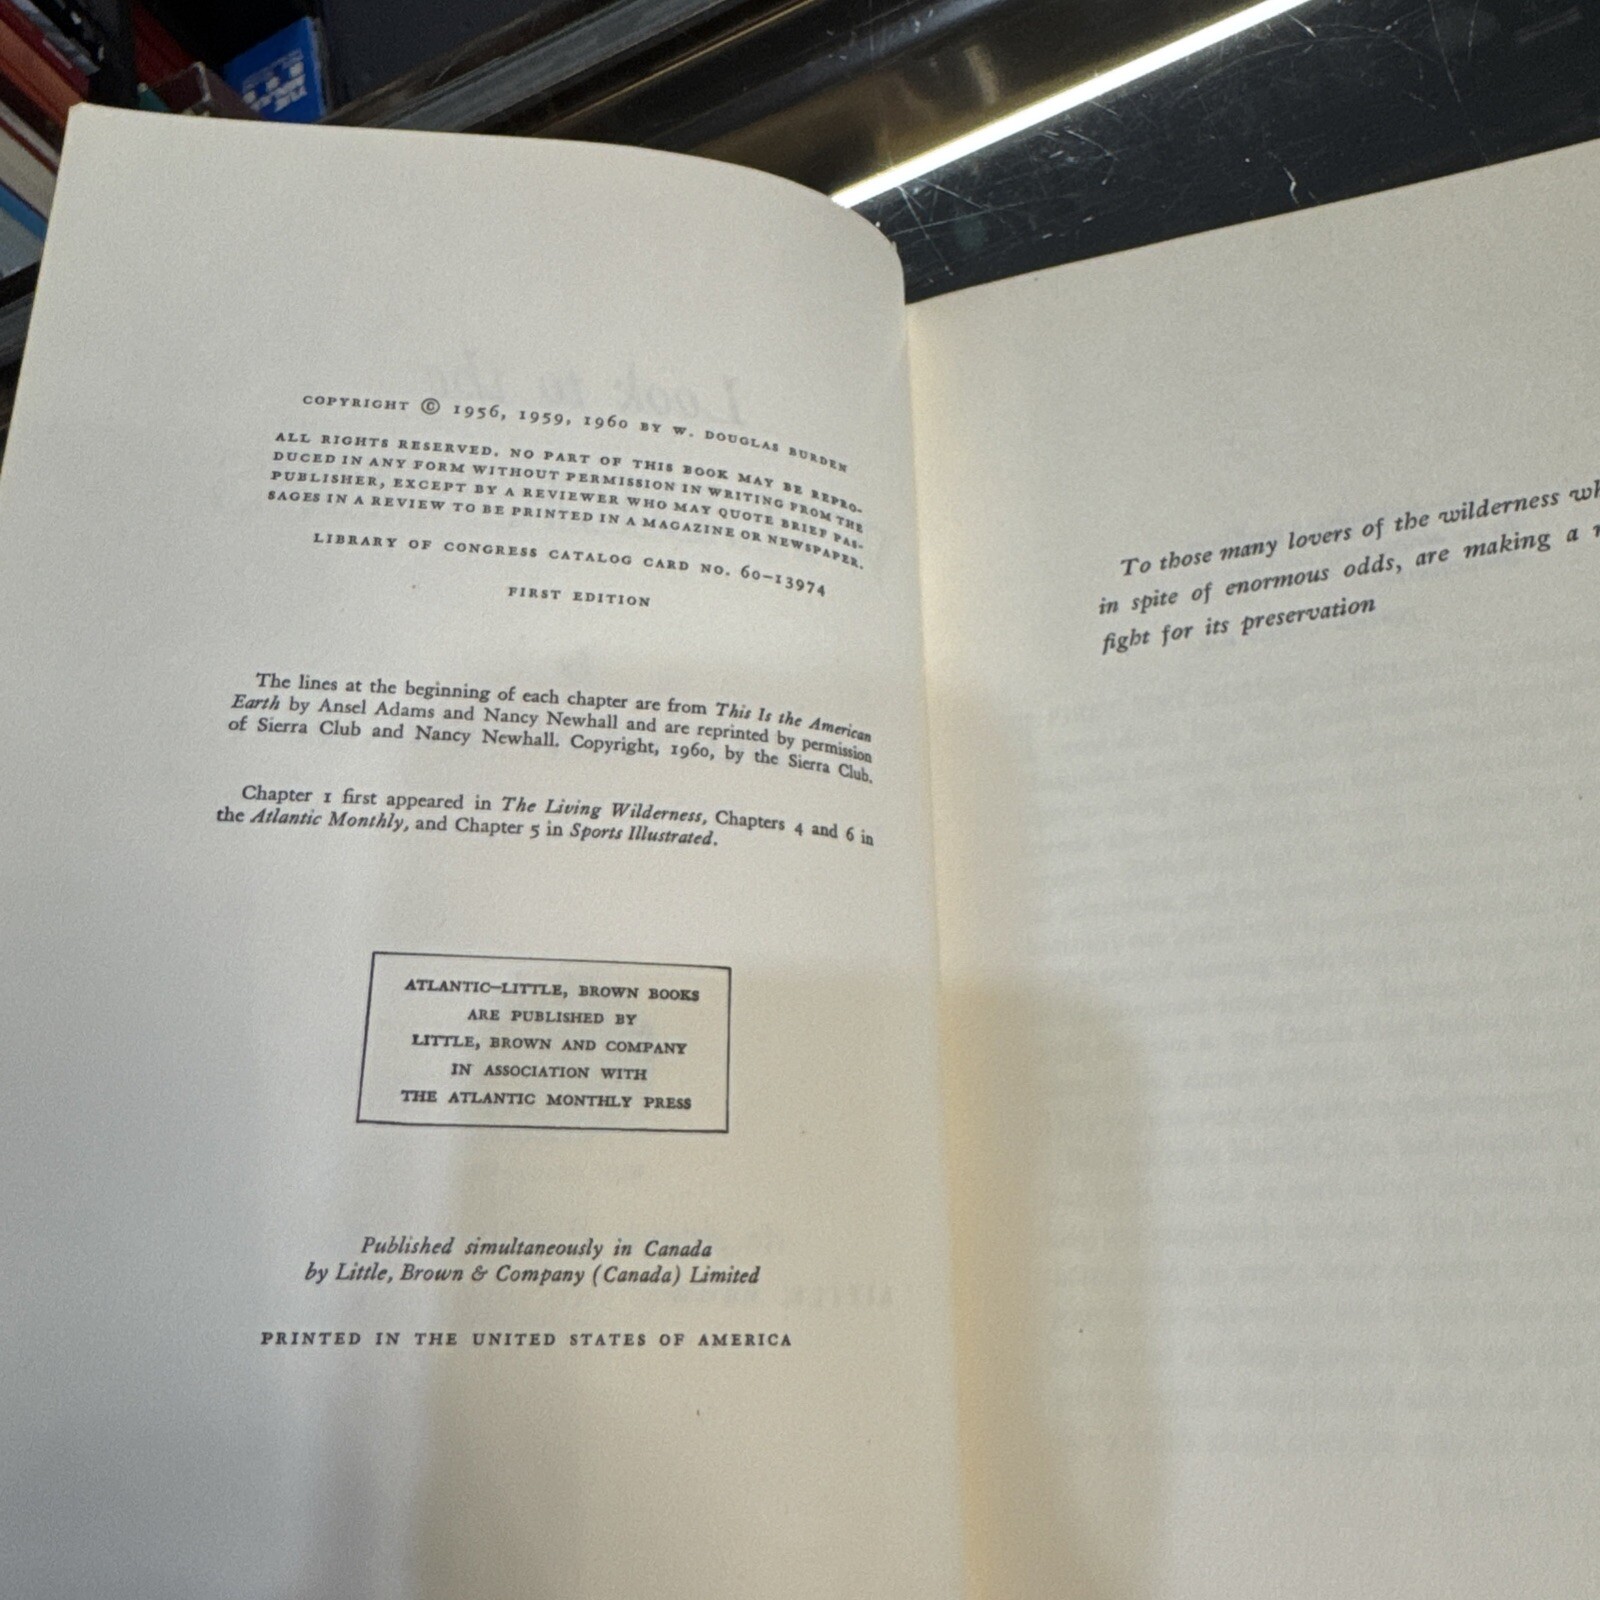 COPYRIGHT © 1956, 1959, 1960 BY W. DOUGLAS BURDEN
ALL RIGHTS RESERVED. NO PART OF THIS BOOK MAY BE REPRO-
DUCED IN ANY FORM WITHOUT PERMISSION IN WRITING FROM THE
PUBLISHER, EXCEPT BY A REVIEWER WHO MAY QUOTE BRIEF PAS-
SAGES IN A REVIEW TO BE PRINTED IN A MAGAZINE OR NEWSPAPER.
LIBRARY OF CONGRESS CATALOG CARD NO. 60-13974
FIRST EDITION
The lines at the beginning of each chapter are from This Is the American
Earth by Ansel Adams and Nancy Newhall and are reprinted by permission
of Sierra Club and Nancy Newhall. Copyright, 1960, by the Sierra Club.
Chapter 1 first appeared in The Living Wilderness, Chapters 4 and 6 in
the Atlantic Monthly, and Chapter 5 in Sports Illustrated.
ATLANTIC—LITTLE, BROWN BOOKS
ARE PUBLISHED BY
LITTLE, BROWN AND COMPANY
IN ASSOCIATION WITH
THE ATLANTIC MONTHLY PRESS
Published simultaneously in Canada
by Little, Brown & Company (Canada) Limited
PRINTED IN THE UNITED STATES OF AMERICA
To those many lovers of the wilderness
in spite of enormous odds, are making a
fight for its preservation